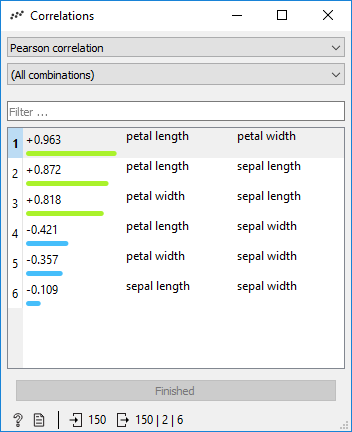 Correlations
Pearson correlation
(All combinations)
Filter ...
1 +0.963 petal length petal width
2 +0.872 petal length sepal length
3 +0.818 petal width sepal length
4 -0.421 petal length sepal width
5 -0.357 petal width sepal width
6 -0.109 sepal length sepal width
Finished
? 150 150 | 2 | 6